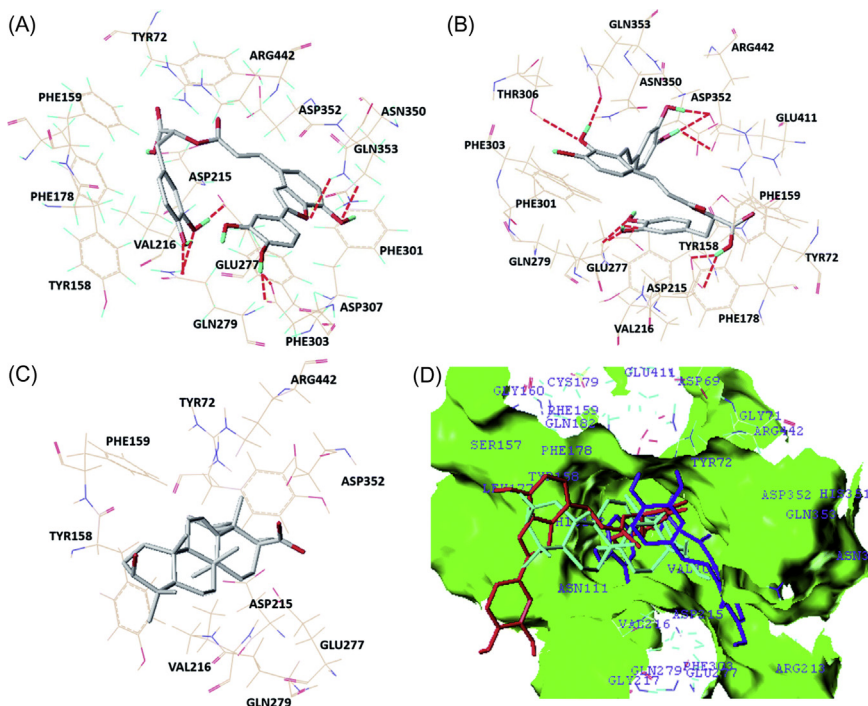 (A)
TYR72
ARG442
PHE159
ASP352
ASN350
GLN353
ASP215
PHE178
VAL216
PHE301
GLU277
TYR158
ASP307
GLN279
PHE303
(B)
GLN353
ARG442
ASN350
THR306
ASP352
GLU411
PHE303
PHE159
PHE301
TYR158
GLN279
GLU277
TYR72
ASP215
PHE178
VAL216
(C)
ARG442
TYR72
PHE159
ASP352
TYR158
ASP215
GLU277
VAL216
GLN279
(D)
GLU411
CYS179
ASP69
GLY160
PHE159
GLY71
GLN182
ARG442
SER157
PHE178
TYR72
ASP352
ASN111
VAL216
GLN279
PHE303
GLU277
GLY217
ARG213